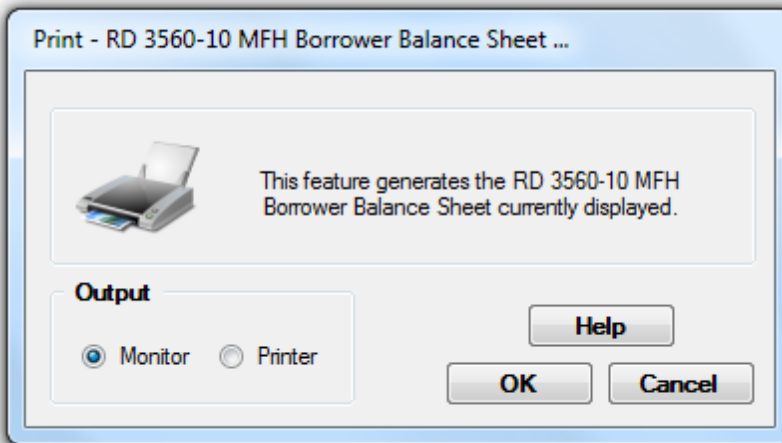 Print - RD 3560-10 MFH Borrower Balance Sheet ...
This feature generates the RD 3560-10 MFH
Borrower Balance Sheet currently displayed.
Output
Monitor Printer
Help
OK Cancel